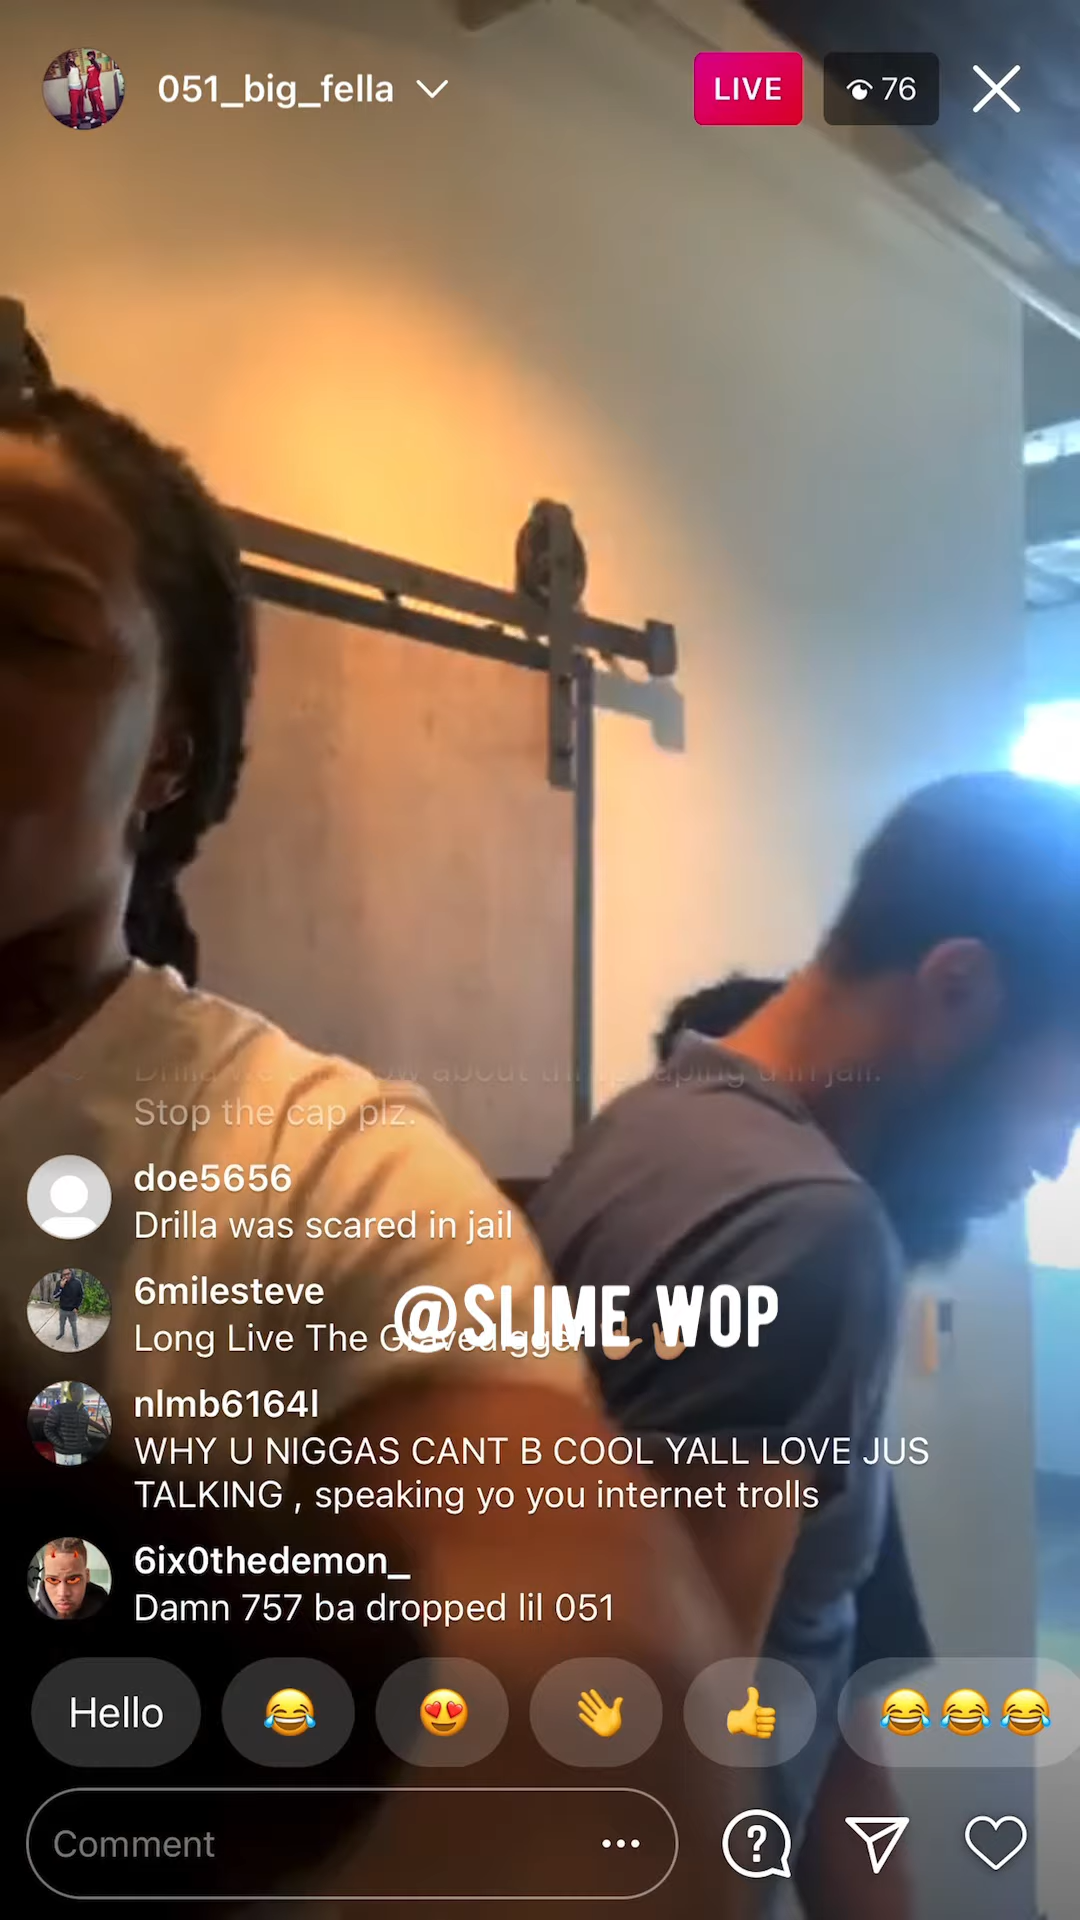 051_big_fella
LIVE
76
Stop the cap plz.
doe5656
Drilla was scared in jail
6milesteve
Long Live The Gravedigger
@SLIME WOP
nlmb6164l
WHY U NIGGAS CANT B COOL YALL LOVE JUS
TALKING , speaking yo you internet trolls
6ix0thedemon_
Damn 757 ba dropped lil 051
Hello 😂 😍 👋 👍 😂😂😂
Comment